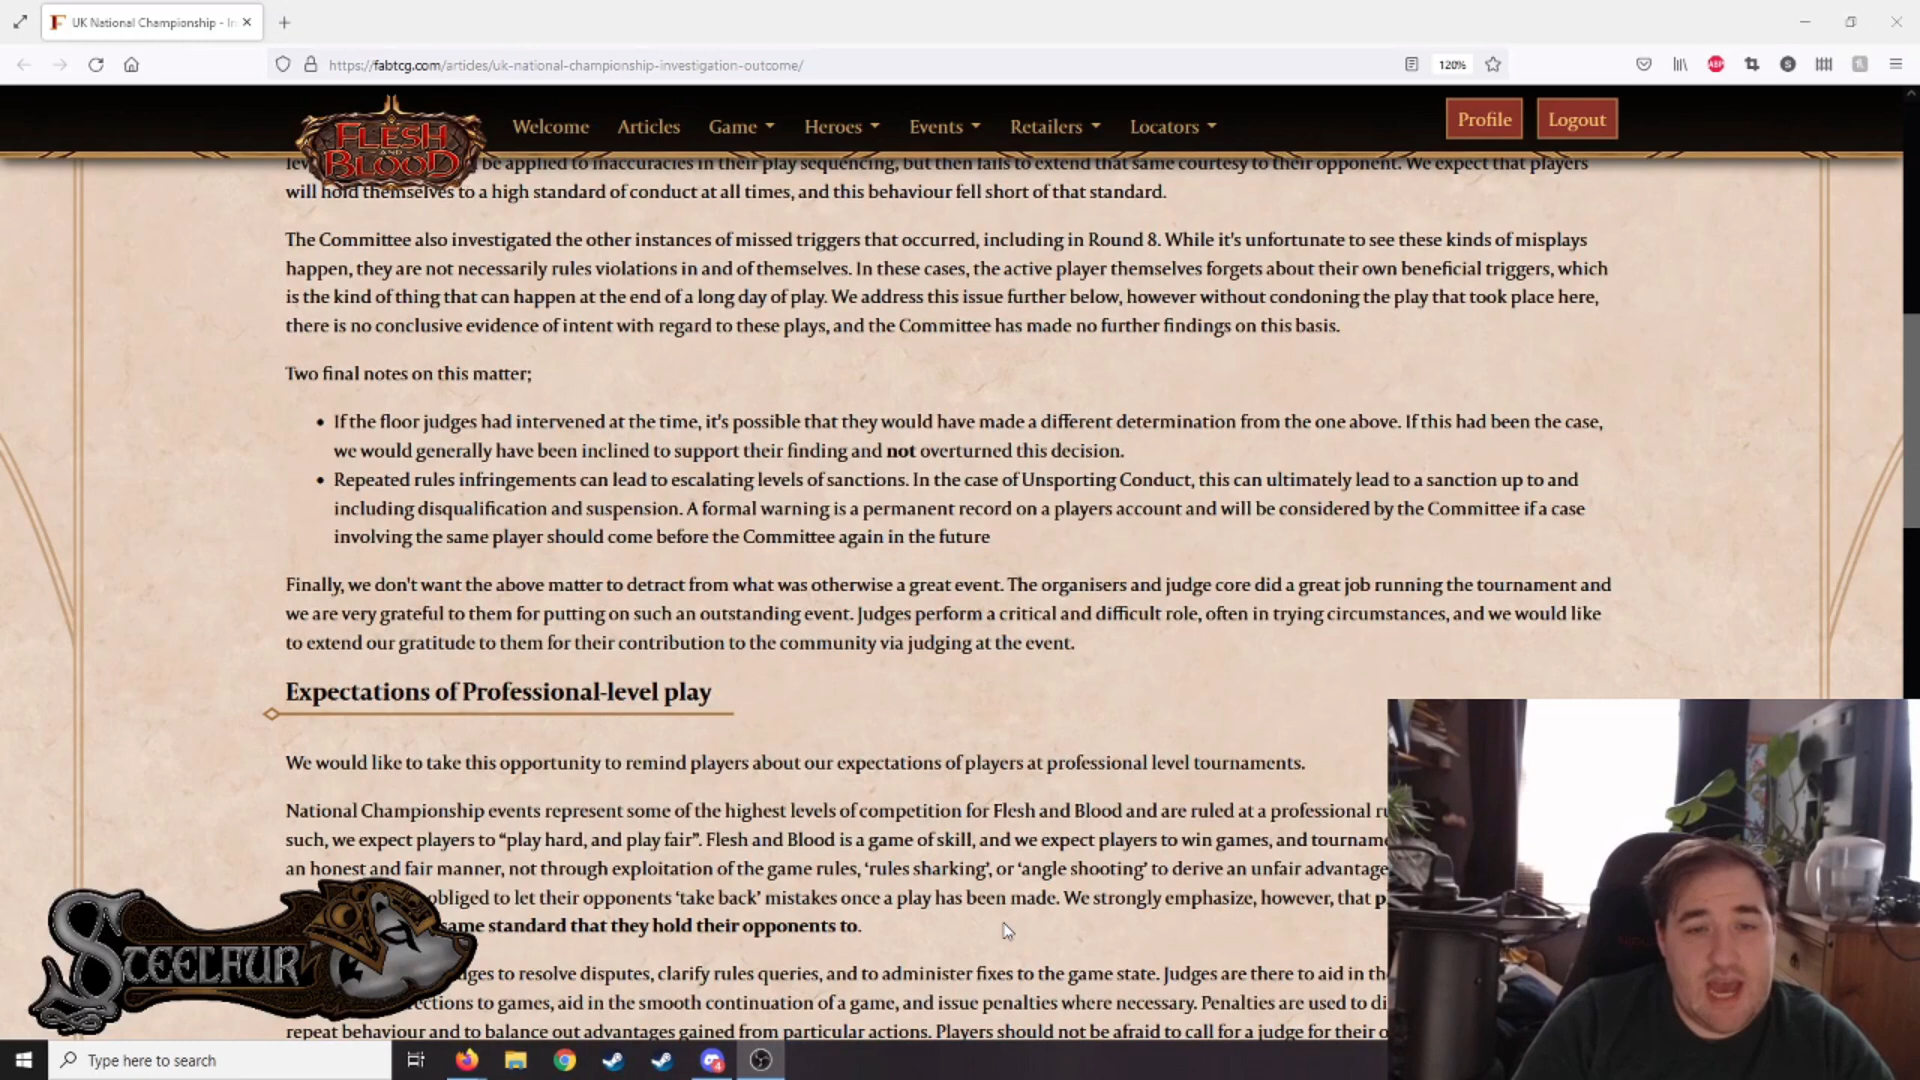 UK National Championship - In
https://fabtcg.com/articles/uk-national-championship-investigation-outcome/
120%
ABP
FLESH
AND
BLOOD
Welcome
Articles
Game
Heroes
Events
Retailers
Locators
Profile
Logout
be applied to inaccuracies in their play sequencing, but then fails to extend that same courtesy to their opponent. We expect that players
will hold themselves to a high standard of conduct at all times, and this behaviour fell short of that standard.
The Committee also investigated the other instances of missed triggers that occurred, including in Round 8. While it's unfortunate to see these kinds of misplays
happen, they are not necessarily rules violations in and of themselves. In these cases, the active player themselves forgets about their own beneficial triggers, which
is the kind of thing that can happen at the end of a long day of play. We address this issue further below, however without condoning the play that took place here,
there is no conclusive evidence of intent with regard to these plays, and the Committee has made no further findings on this basis.
Two final notes on this matter;
• If the floor judges had intervened at the time, it's possible that they would have made a different determination from the one above. If this had been the case,
we would generally have been inclined to support their finding and not overturned this decision.
• Repeated rules infringements can lead to escalating levels of sanctions. In the case of Unsporting Conduct, this can ultimately lead to a sanction up to and
including disqualification and suspension. A formal warning is a permanent record on a players account and will be considered by the Committee if a case
involving the same player should come before the Committee again in the future
Finally, we don't want the above matter to detract from what was otherwise a great event. The organisers and judge core did a great job running the tournament and
we are very grateful to them for putting on such an outstanding event. Judges perform a critical and difficult role, often in trying circumstances, and we would like
to extend our gratitude to them for their contribution to the community via judging at the event.
Expectations of Professional-level play
We would like to take this opportunity to remind players about our expectations of players at professional level tournaments.
National Championship events represent some of the highest levels of competition for Flesh and Blood and are ruled at a professional
such, we expect players to “play hard, and play fair”. Flesh and Blood is a game of skill, and we expect players to win games, and
an honest and fair manner, not through exploitation of the game rules, ‘rules sharking’, or ‘angle shooting’ to derive an unfair advantage
obliged to let their opponents ‘take back’ mistakes once a play has been made. We strongly emphasize, however, that
same standard that they hold their opponents to.
to resolve disputes, clarify rules queries, and to administer fixes to the game state. Judges are there to aid in
to games, aid in the smooth continuation of a game, and issue penalties where necessary. Penalties are used to
repeat behaviour and to balance out advantages gained from particular actions. Players should not be afraid to call for a judge for their
STEELFUR
Type here to search
4